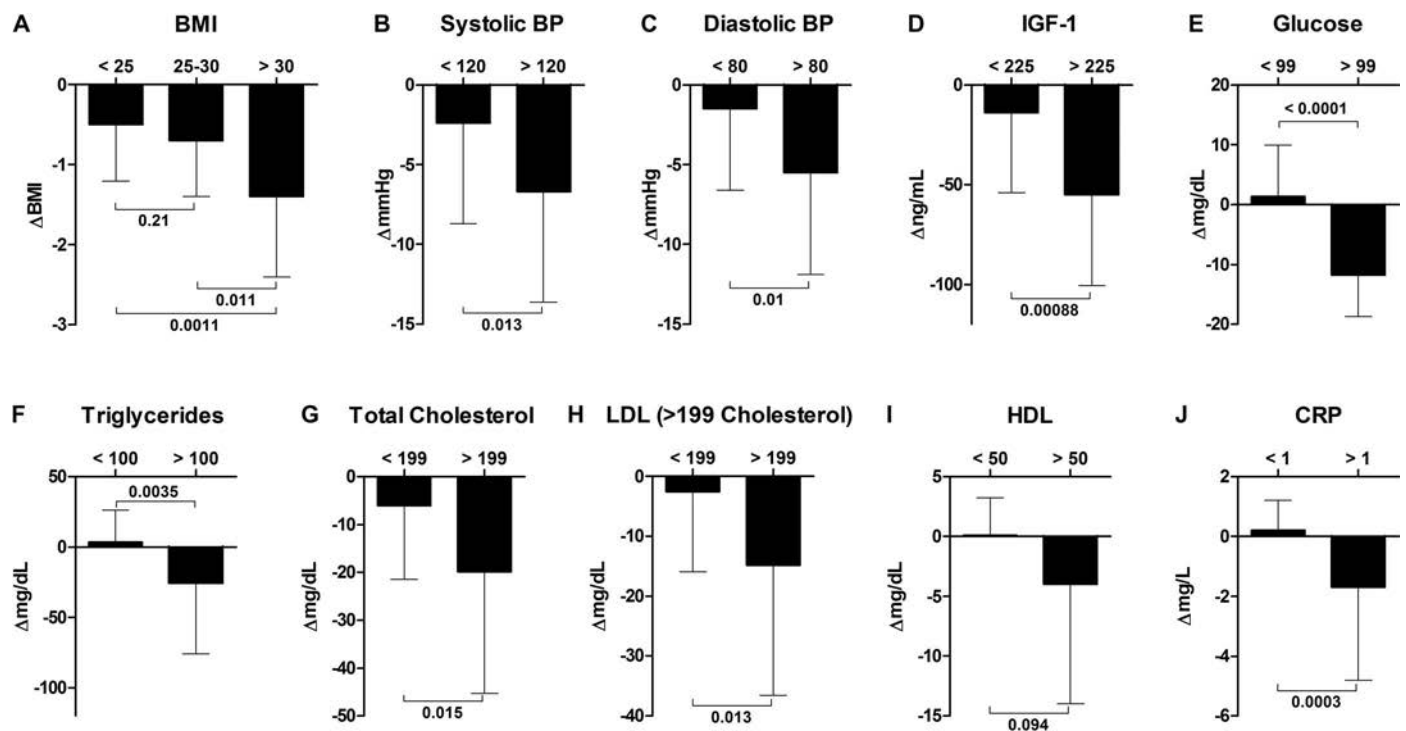 A BMI
< 25 25-30 > 30
0
-1
-2
-3
ΔBMI
0.21
0.011
0.0011
B Systolic BP
< 120 > 120
0
-5
-10
-15
ΔmmHg
0.013
C Diastolic BP
< 80 > 80
0
-5
-10
-15
ΔmmHg
0.01
D IGF-1
< 225 > 225
0
-50
-100
Δng/mL
0.00088
E Glucose
< 99 > 99
20
10
0
-10
-20
Δmg/dL
< 0.0001
F Triglycerides
< 100 > 100
50
0
-50
-100
Δmg/dL
0.0035
G Total Cholesterol
< 199 > 199
0
-10
-20
-30
-40
-50
Δmg/dL
0.015
H LDL (>199 Cholesterol)
< 199 > 199
0
-10
-20
-30
-40
Δmg/dL
0.013
I HDL
< 50 > 50
5
0
-5
-10
-15
Δmg/dL
0.094
J CRP
< 1 > 1
2
0
-2
-4
-6
Δmg/L
0.0003